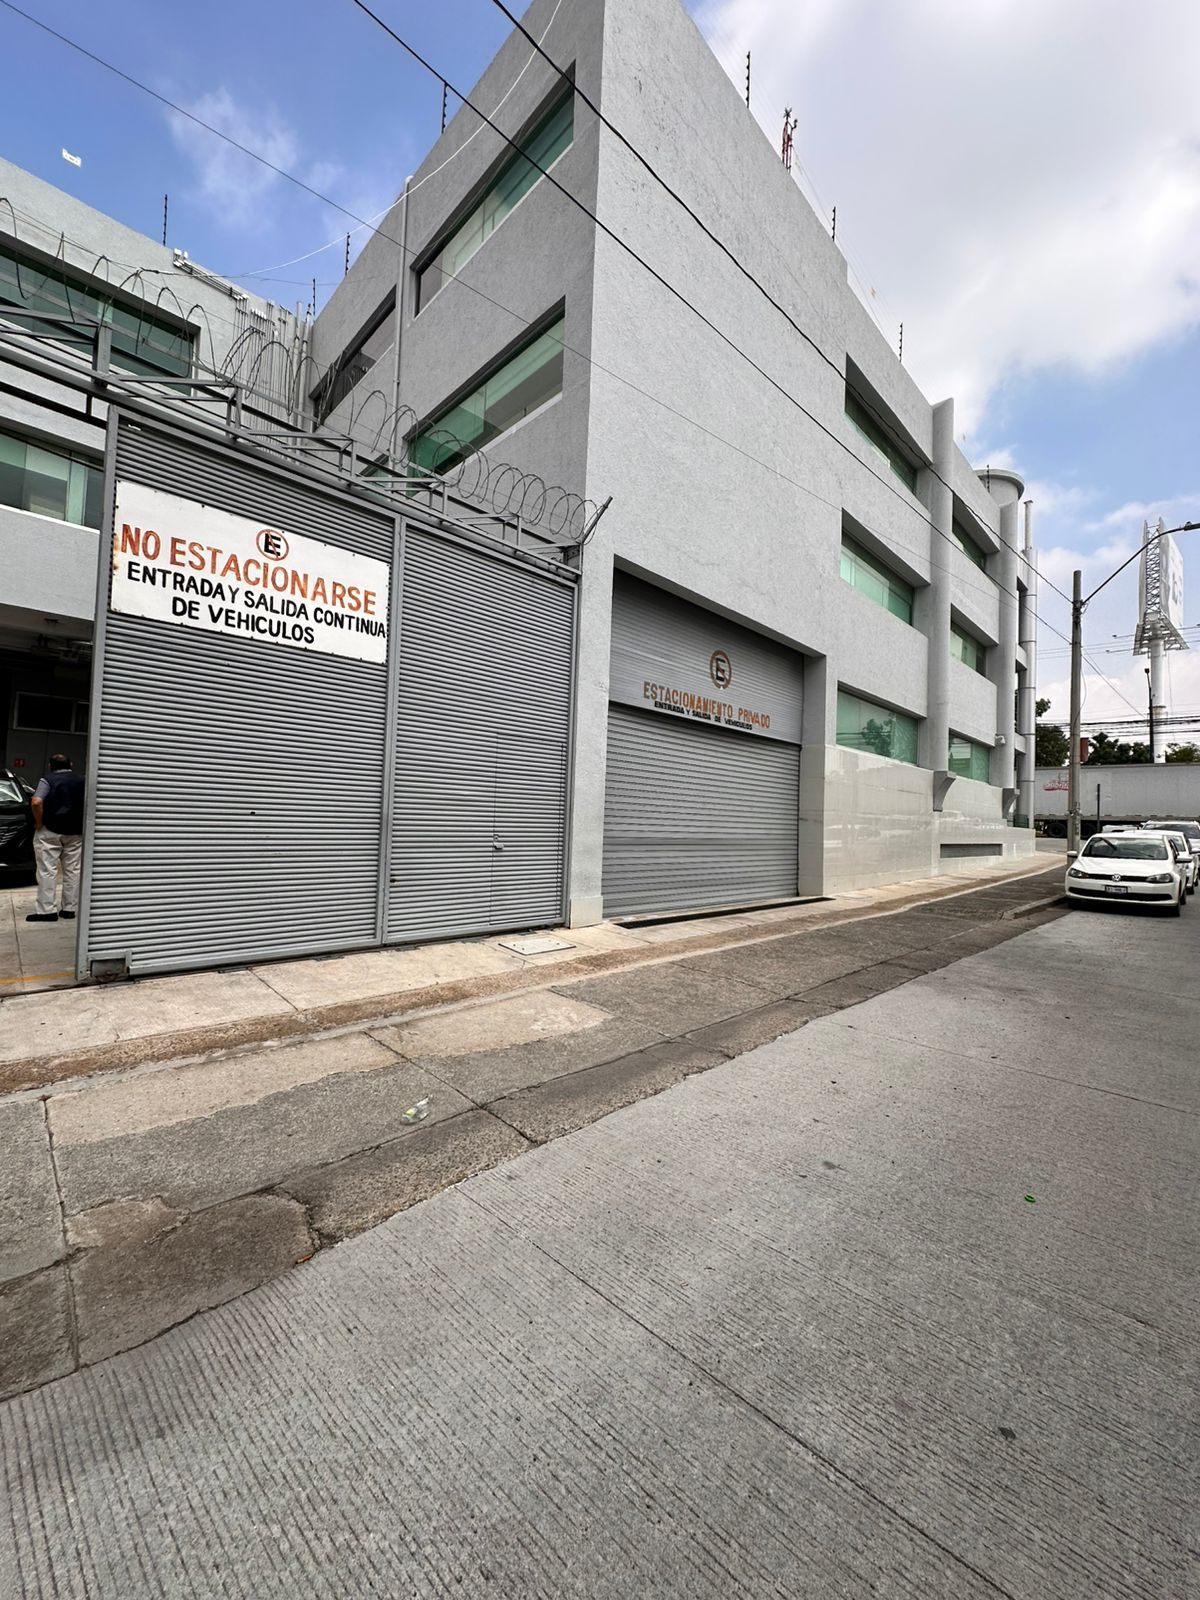 E
NO ESTACIONARSE
ENTRADA Y SALIDA CONTINUA
DE VEHICULOS
E
ESTACIONAMIENTO PRIVADO
ENTRADA Y SALIDA DE VEHICULOS